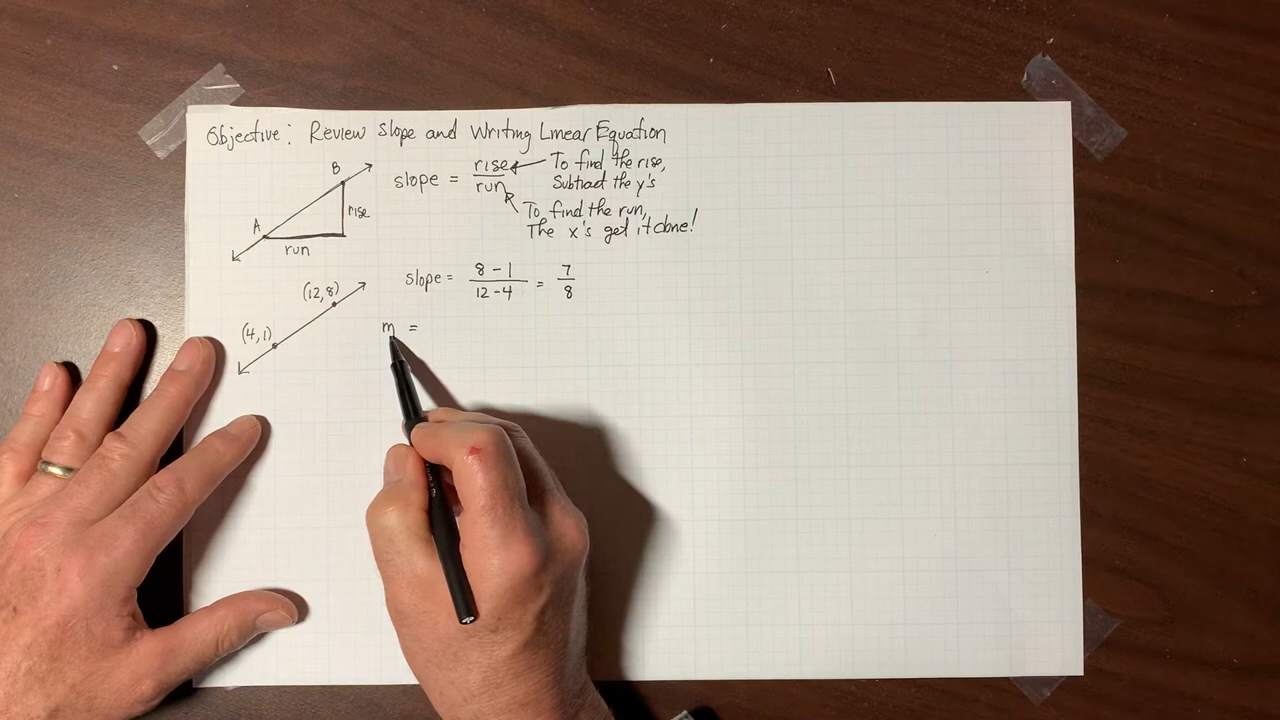 Objective: Review Slope and Writing Linear Equation
B
A
rise
run
slope = rise/run
To find the rise,
Subtract the y's
To find the run,
The x's get it done!
(12,8)
(4,1)
slope = 8-1/12-4 = 7/8
m =